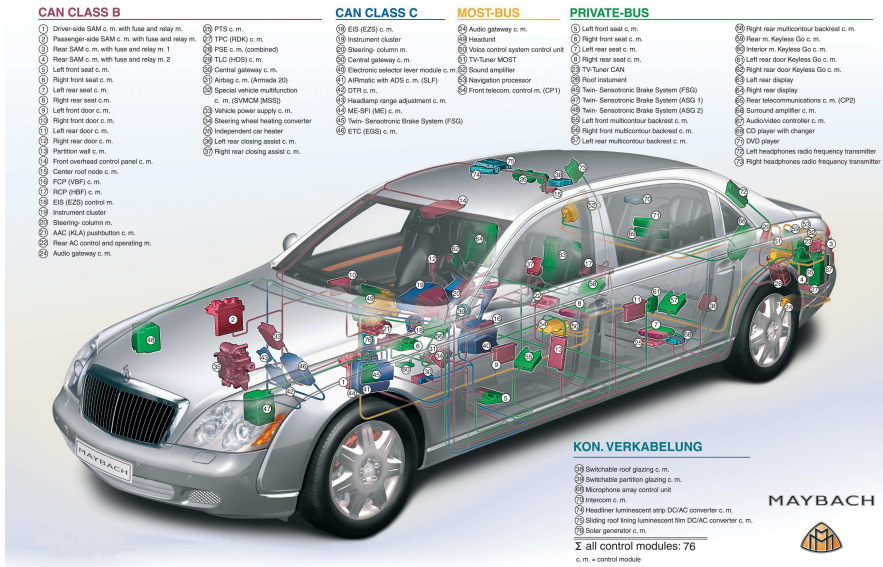 CAN CLASS B
1 Driver-side SAM c. m. with fuse and relay m.
2 Passenger-side SAM c. m. with fuse and relay m.
3 Rear SAM c. m. with fuse and relay m. 1
4 Rear SAM c. m. with fuse and relay m. 2
5 Left front seat c. m.
6 Right front seat c. m.
7 Left rear seat c. m.
8 Right rear seat c.m.
9 Left front door c. m.
10 Right front door c. m.
11 Left rear door c. m.
12 Right rear door c. m.
13 Partition wall c. m.
14 Front overhead control panel c. m.
15 Center roof node c. m.
16 FCP (VBF) c. m.
17 RCP (HBF) c. m.
18 EIS (EZS) control m.
19 Instrument cluster
20 Steering- column m.
21 AAC (KLA) pushbutton c. m.
22 Rear AC control and operating m.
24 Audio gateway c. m.
25 PTS c. m.
27 TPC (RDK) c. m.
28 PSE c. m. (combined)
29 TLC (HDS) c. m.
30 Central gateway c. m.
31 Airbag c. m. (Armada 20)
32 Special vehicle multifunction
c. m. (SVMCM [MSS])
33 Vehicle power supply c. m.
34 Steering wheel heating converter
35 Independent car heater
36 Left rear closing assist c. m.
37 Right rear closing assist c. m.
CAN CLASS C
18 EIS (EZS) c. m.
19 Instrument cluster
20 Steering- column m.
30 Central gateway c. m.
40 Electronic selector lever module c. m.
41 AIRmatic with ADS c. m. (SLF)
42 DTR c. m.
43 Headlamp range adjustment c. m.
44 ME-SFI (ME) c. m.
45 Twin- Sensotronic Brake System (FSG)
46 ETC (EGS) c. m.
MOST-BUS
24 Audio gateway c. m.
49 Headunit
50 Voice control system control unit
51 TV-Tuner MOST
52 Sound amplifier
53 Navigation processor
54 Front telecom. control m. (CP1)
PRIVATE-BUS
5 Left front seat c. m.
6 Right front seat c. m.
7 Left rear seat c. m.
8 Right rear seat c. m.
23 TV-Tuner CAN
26 Roof instrument
45 Twin- Sensotronic Brake System (FSG)
47 Twin- Sensotronic Brake System (ASG 1)
48 Twin- Sensotronic Brake System (ASG 2)
55 Left front multicontour backrest c. m.
56 Right front multicontour backrest c. m.
57 Left rear multicontour backrest c. m.
58 Right rear multicontour backrest c. m.
59 Rear m. Keyless Go c. m.
60 Interior m. Keyless Go c. m.
61 Left rear door Keyless Go c. m.
62 Right rear door Keyless Go c. m.
63 Left rear display
64 Right rear display
65 Rear telecommunications c. m. (CP2)
66 Surround amplifier c. m.
67 Audio/Video controller c. m.
69 CD player with changer
71 DVD player
72 Left headphones radio frequency transmitter
73 Right headphones radio frequency transmitter
MAYBACH
KON. VERKABELUNG
38 Switchable roof glazing c. m.
39 Switchable partition glazing c. m.
68 Microphone array control unit
70 Intercom c. m.
74 Headliner luminescent strip DC/AC converter c. m.
75 Sliding roof lining luminescent film DC/AC converter c. m.
76 Solar generator c. m.
Σ all control modules: 76
c. m. = control module
MAYBACH